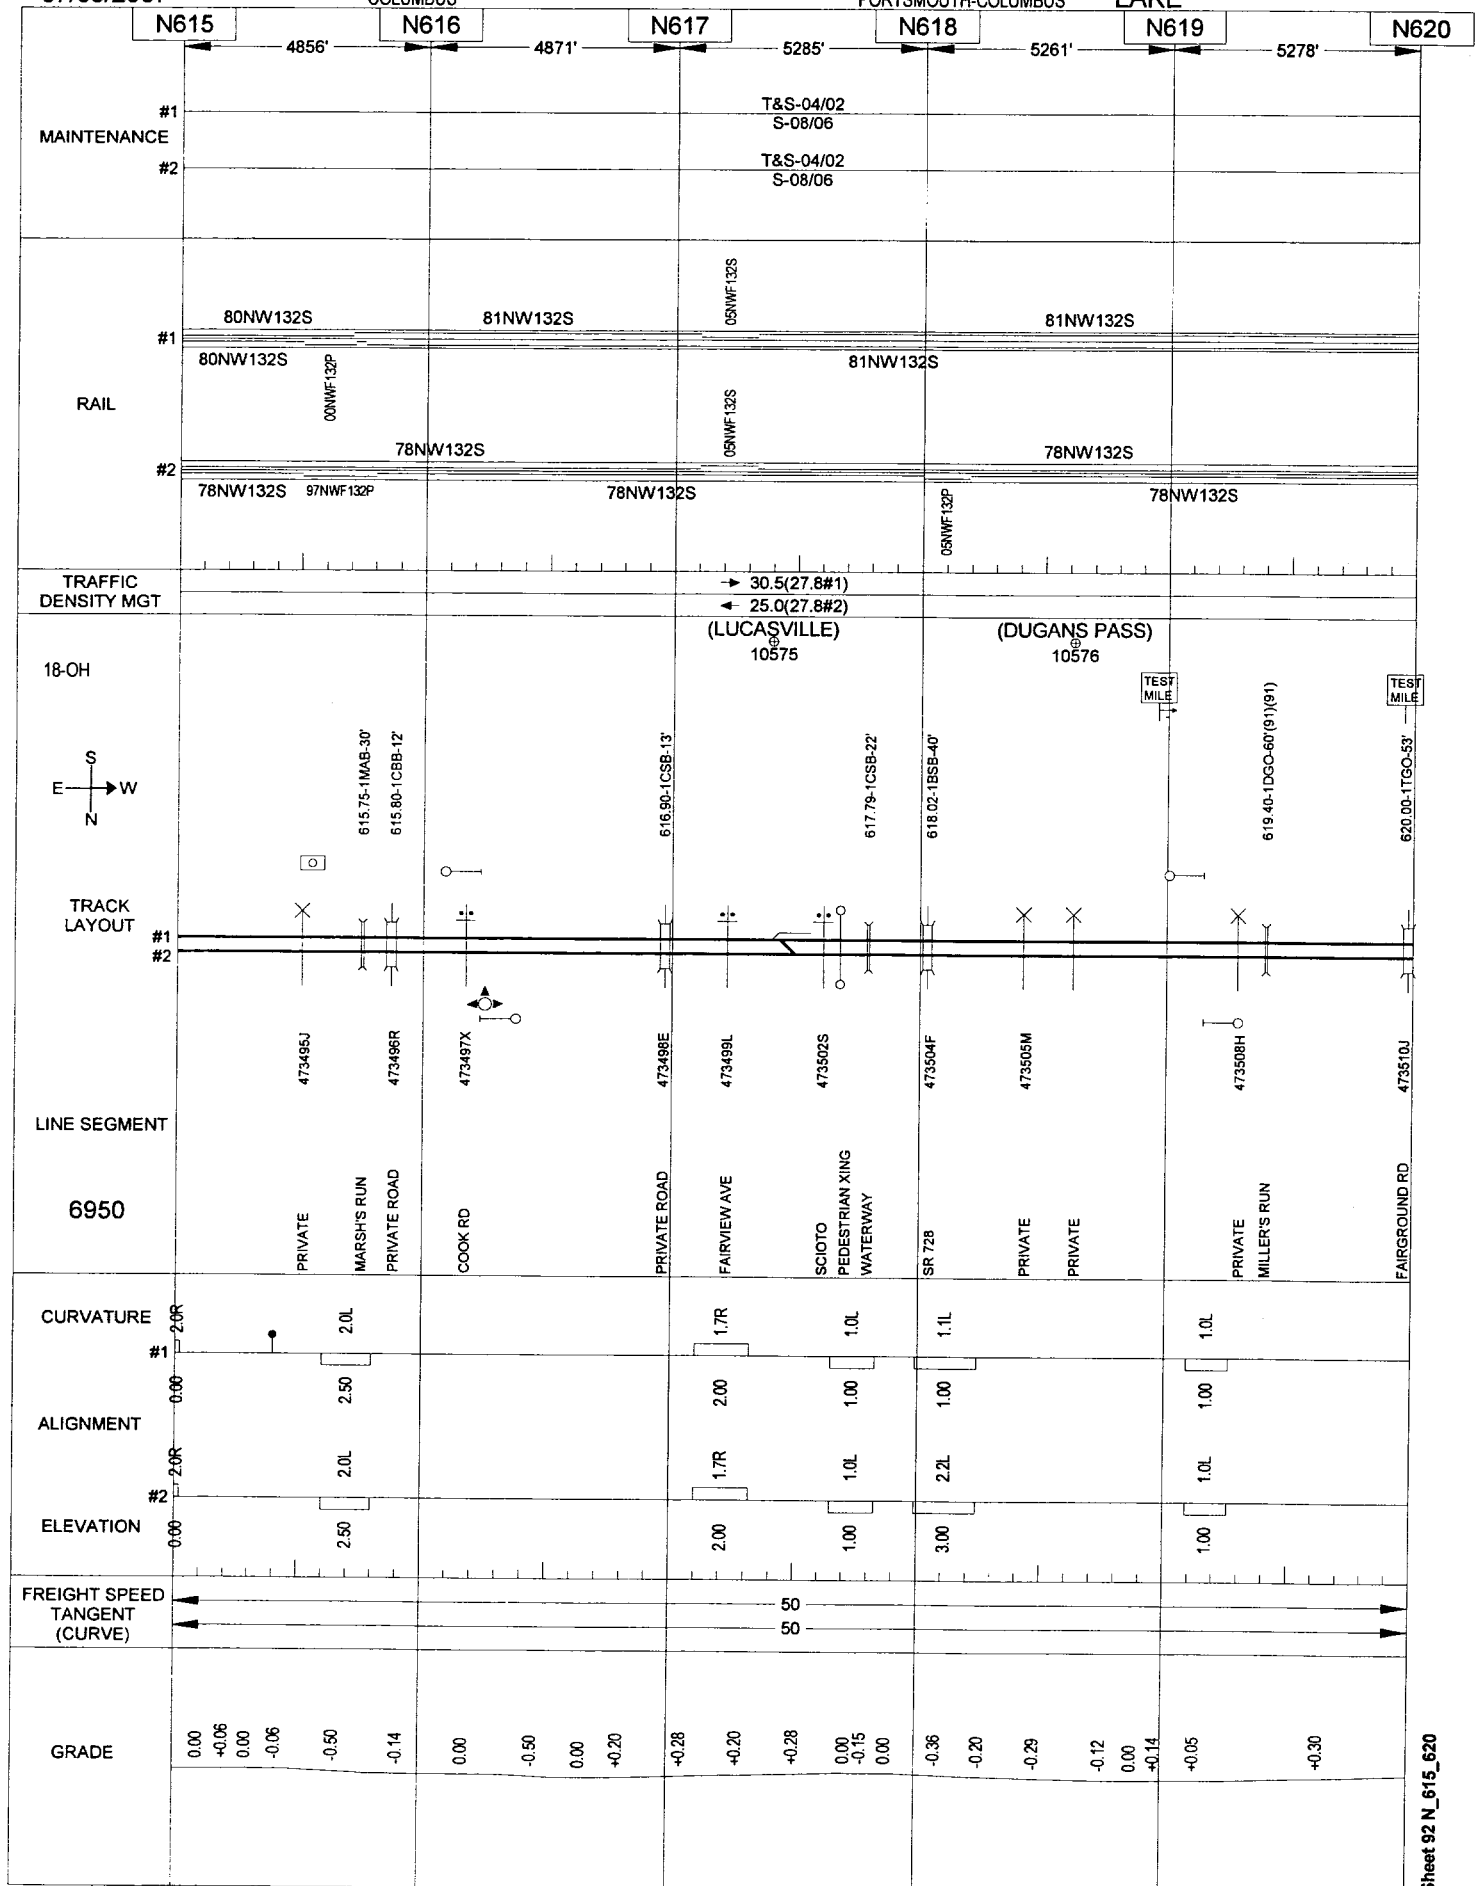 COLUMBUS
PORTSMOUTH-COLUMBUS
LAKE
N615 N616 N617 N618 N619 N620
4856' 4871' 5285' 5261' 5278'
MAINTENANCE
#1
T&S-04/02
S-08/06
#2
T&S-04/02
S-08/06
RAIL
80NW132S 81NW132S 05NWF132S 81NW132S
#1
80NW132S 81NW132S
00NWF132P
05NWF132S
78NW132S 78NW132S
#2
78NW132S 97NWF132P 78NW132S 78NW132S
05NWF132P
TRAFFIC
DENSITY MGT
30.5(27.8#1)
25.0(27.8#2)
(LUCASVILLE) (DUGANS PASS)
10575 10576
18-OH
TEST
MILE
TEST
MILE
S
E W
N
615.75-1MAB-30'
615.80-1CBB-12'
616.90-1CSB-13'
617.79-1CSB-22'
618.02-1BSB-40'
619.40-1DGO-60'(91)(91)
620.00-1TGO-53'
TRACK
LAYOUT
#1
#2
473495J
473496R
473497X
473498E
473499L
473502S
473504F
473505M
473508H
473510J
LINE SEGMENT
6950
PRIVATE
MARSH'S RUN
PRIVATE ROAD
COOK RD
PRIVATE ROAD
FAIRVIEW AVE
SCIOTO
PEDESTRIAN XING
WATERWAY
SR 728
PRIVATE
PRIVATE
PRIVATE
MILLER'S RUN
FAIRGROUND RD
CURVATURE
2.0R 2.0L 1.7R 1.0L 1.1L 1.0L
#1
0.00 2.50 2.00 1.00 1.00 1.00
ALIGNMENT
2.0R 2.0L 1.7R 1.0L 2.2L 1.0L
#2
ELEVATION
0.00 2.50 2.00 1.00 3.00 1.00
FREIGHT SPEED
TANGENT
(CURVE)
50
50
GRADE
0.00 +0.06 0.00 -0.06 -0.50 -0.14 0.00 -0.50 0.00 +0.20 +0.28 +0.20 +0.28 0.00 -0.15 0.00 -0.36 -0.20 -0.29 -0.12 0.00 +0.14 +0.05 +0.30
Sheet 92 N_615_620